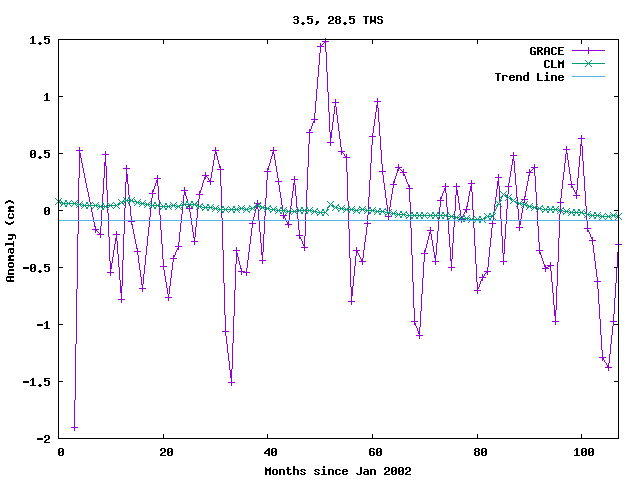 3.5, 28.5 TWS
GRACE
CLM
Trend Line
1.5
1
0.5
0
-0.5
-1
-1.5
-2
Anomaly (cm)
0 20 40 60 80 100
Months since Jan 2002